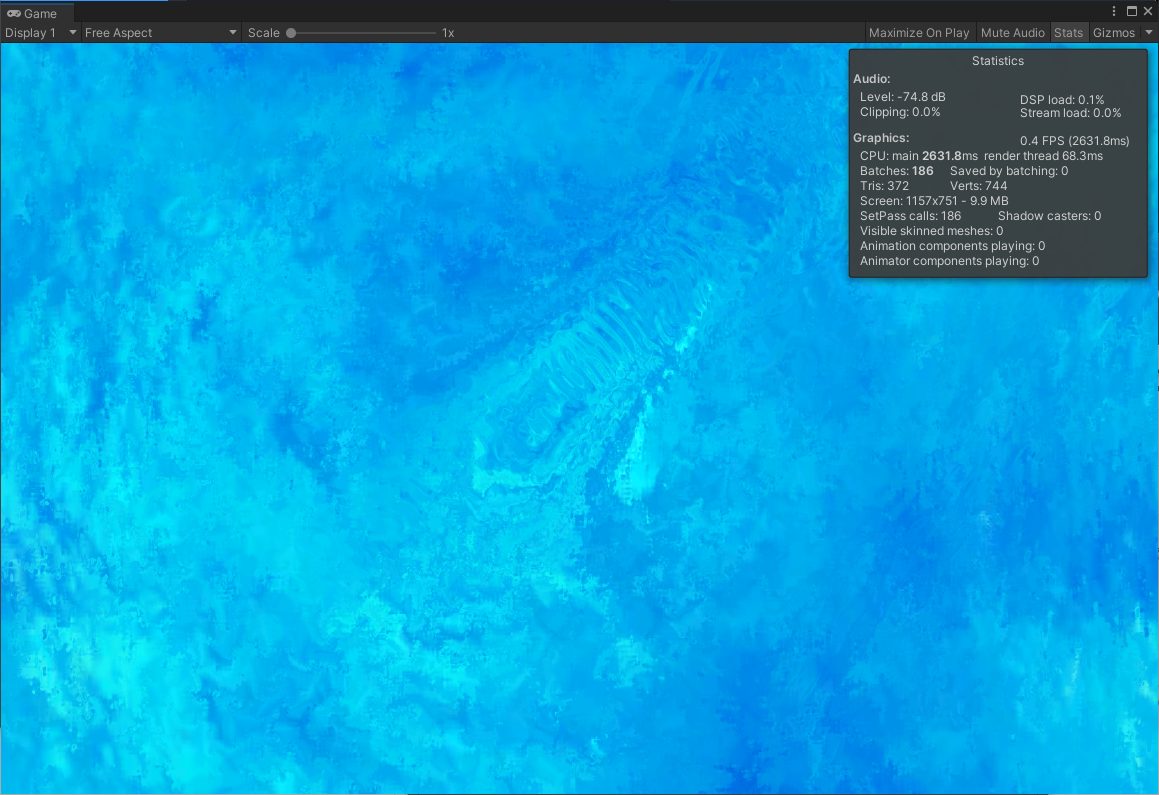 Game
Display 1 Free Aspect Scale 1x Maximize On Play Mute Audio Stats Gizmos
Statistics
Audio:
Level: -74.8 dB DSP load: 0.1%
Clipping: 0.0% Stream load: 0.0%
Graphics: 0.4 FPS (2631.8ms)
CPU: main 2631.8ms render thread 68.3ms
Batches: 186 Saved by batching: 0
Tris: 372 Verts: 744
Screen: 1157x751 - 9.9 MB
SetPass calls: 186 Shadow casters: 0
Visible skinned meshes: 0
Animation components playing: 0
Animator components playing: 0